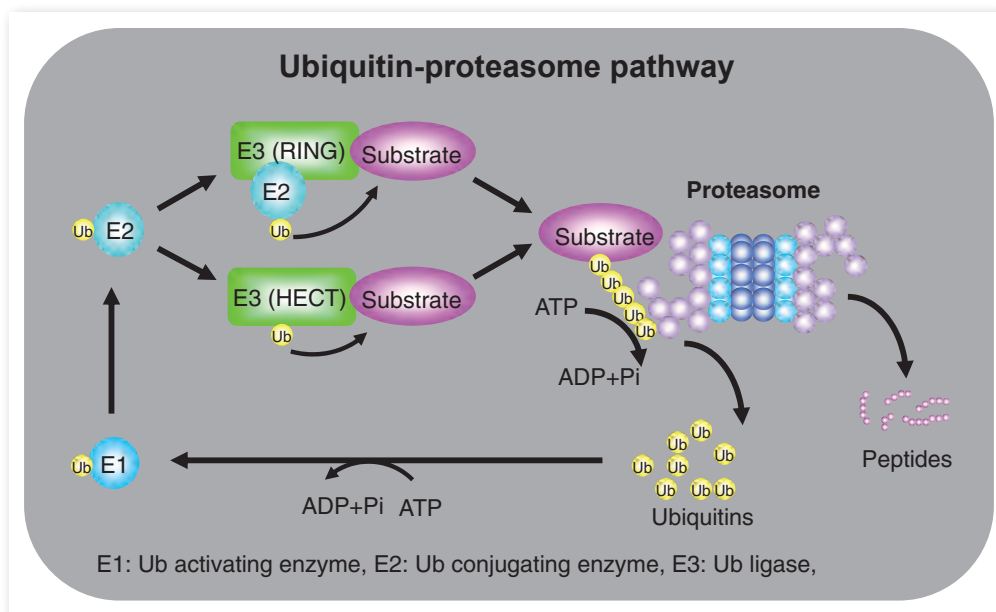 Ubiquitin-proteasome pathway
E3 (RING)
Substrate
E2
Ub
Ub
E2
E3 (HECT)
Substrate
Ub
Proteasome
Substrate
Ub
Ub
Ub
Ub
Ub
ATP
ADP+Pi
Peptides
Ub
Ub
Ub
Ub
Ub
Ub
Ub
Ub
Ubiquitins
Ub
E1
ADP+Pi
ATP
E1: Ub activating enzyme, E2: Ub conjugating enzyme, E3: Ub ligase,